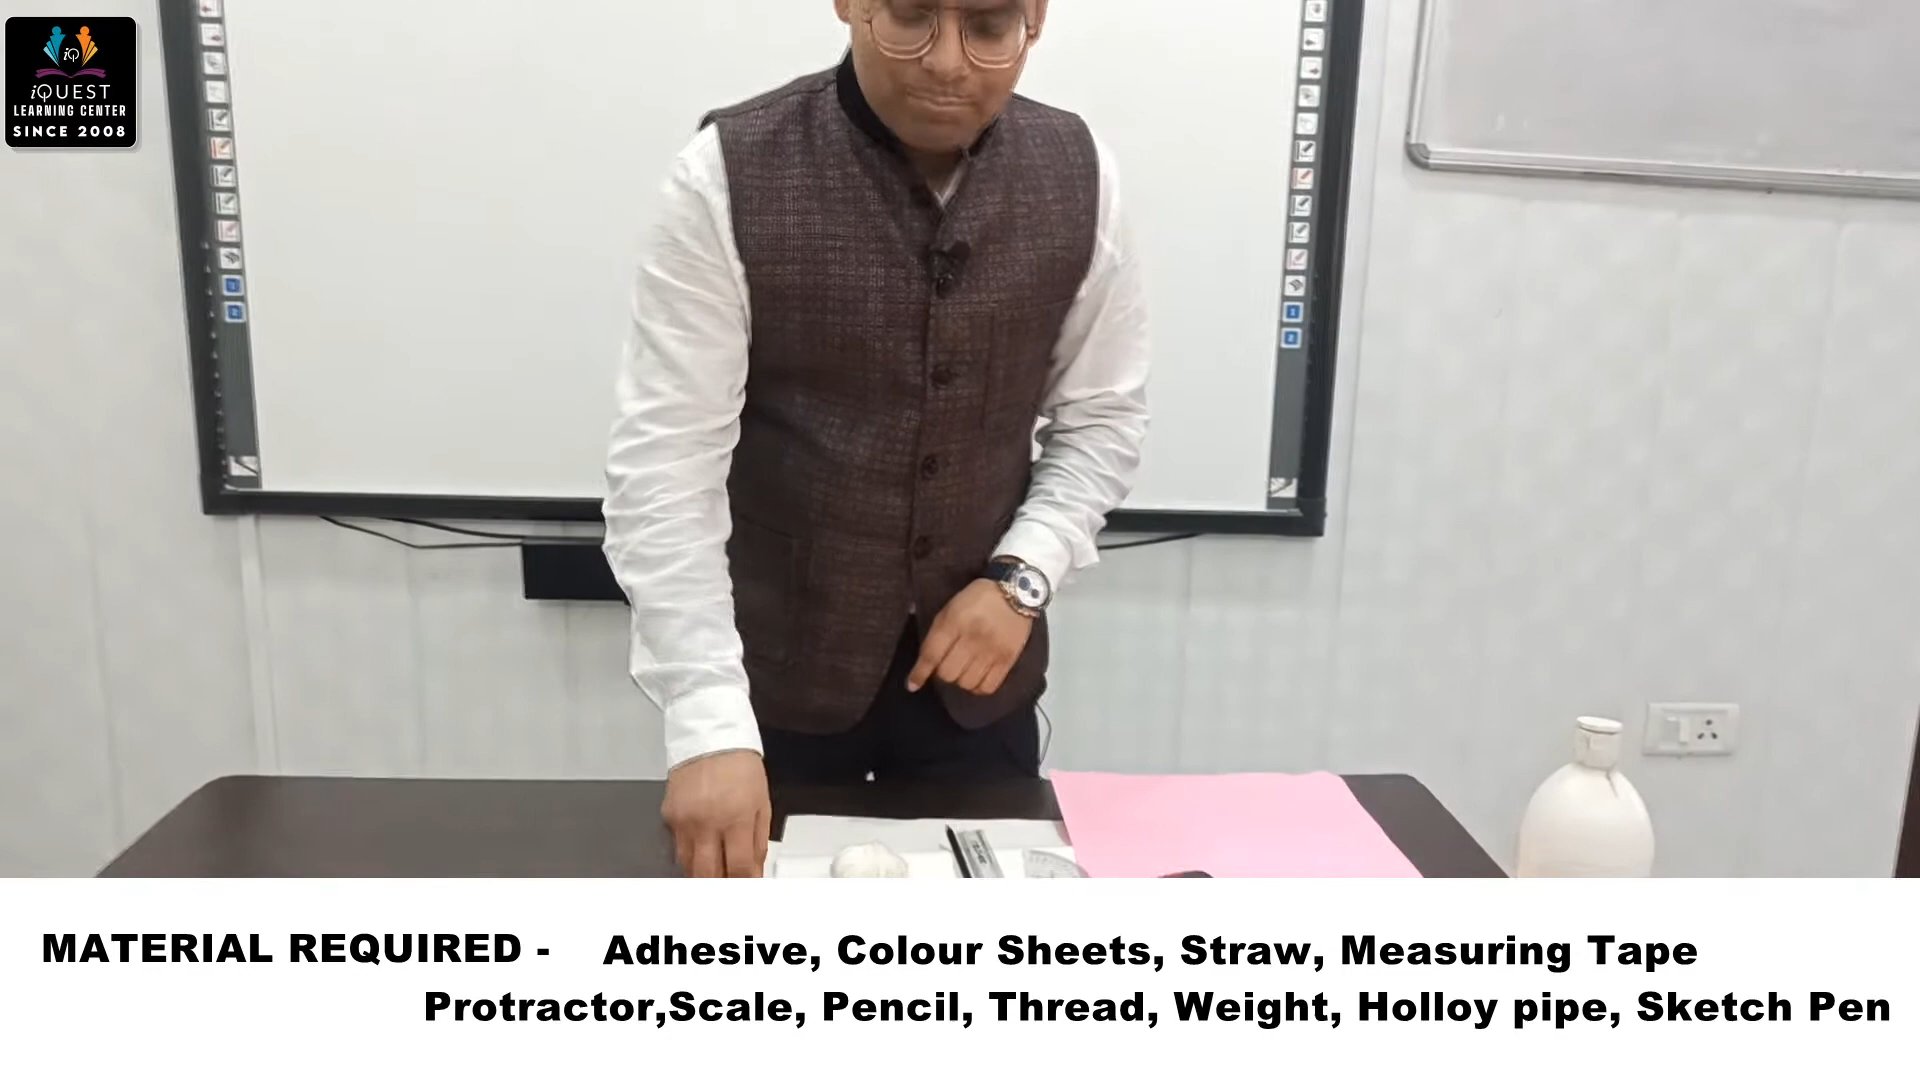 iQ
iQUEST
LEARNING CENTER
SINCE 2008
MATERIAL REQUIRED - Adhesive, Colour Sheets, Straw, Measuring Tape
Protractor,Scale, Pencil, Thread, Weight, Holloy pipe, Sketch Pen